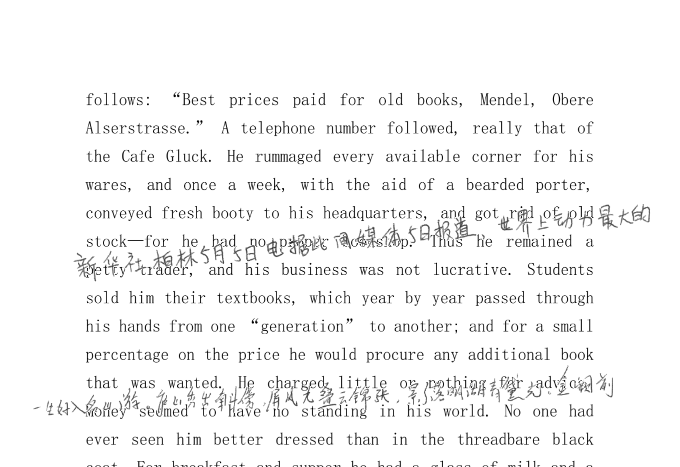 follows: “Best prices paid for old books, Mendel, Obere
Alserstrasse.” A telephone number followed, really that of
the Cafe Gluck. He rummaged every available corner for his
wares, and once a week, with the aid of a bearded porter,
conveyed fresh booty to his headquarters, and got rid of old
世界上动力最大的
stock—for he had no proper bookshop. Thus he remained a
新华社柏林5月5日电据此间媒体5日报道，
petty trader, and his business was not lucrative. Students
sold him their textbooks, which year by year passed through
his hands from one “generation” to another; and for a small
percentage on the price he would procure any additional book
that was wanted. He charged little or nothing for advice.
一生好入名山游。庐山秀出南斗傍，屏风九叠云锦张，影落明湖青黛光。金阙前
Money seemed to have no standing in his world. No one had
ever seen him better dressed than in the threadbare black
coat. For breakfast and supper he had a glass of milk and a